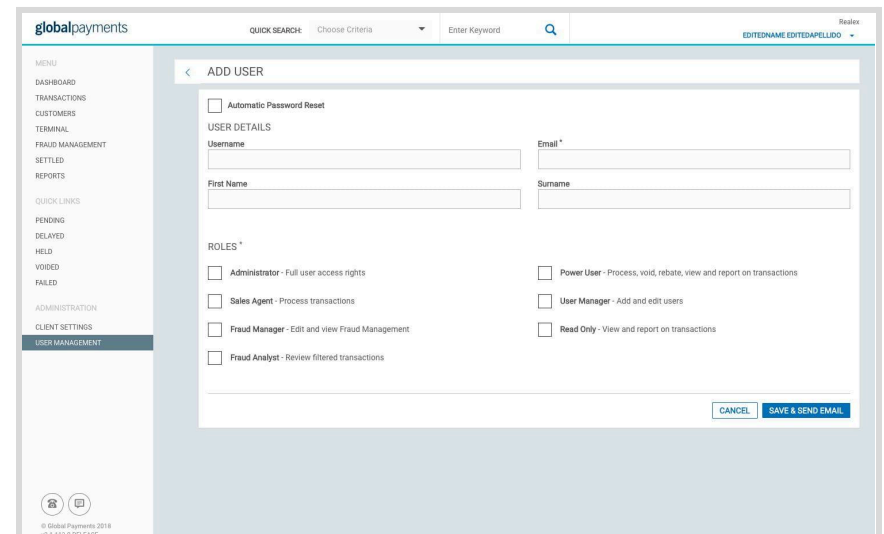 globalpayments
QUICK SEARCH: Choose Criteria Enter Keyword
Realex
EDITEDNAME EDITEDAPELLIDO
MENU
DASHBOARD
TRANSACTIONS
CUSTOMERS
TERMINAL
FRAUD MANAGEMENT
SETTLED
REPORTS
QUICK LINKS
PENDING
DELAYED
HELD
VOIDED
FAILED
ADMINISTRATION
CLIENT SETTINGS
USER MANAGEMENT
© Global Payments 2018
ADD USER
Automatic Password Reset
USER DETAILS
Username
Email *
First Name
Surname
ROLES *
Administrator - Full user access rights
Power User - Process, void, rebate, view and report on transactions
Sales Agent - Process transactions
User Manager - Add and edit users
Fraud Manager - Edit and view Fraud Management
Read Only - View and report on transactions
Fraud Analyst - Review filtered transactions
CANCEL
SAVE & SEND EMAIL